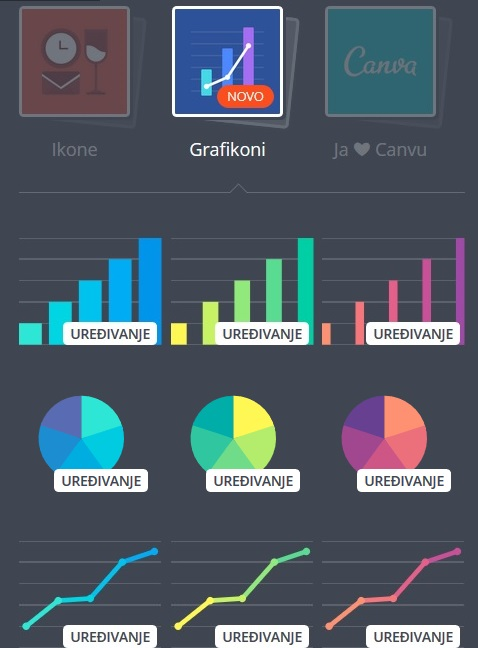 Canva
NOVO
Ikone
Grafikoni
Ja ♥ Canvu
UREĐIVANJE
UREĐIVANJE
UREĐIVANJE
UREĐIVANJE
UREĐIVANJE
UREĐIVANJE
UREĐIVANJE
UREĐIVANJE
UREĐIVANJE